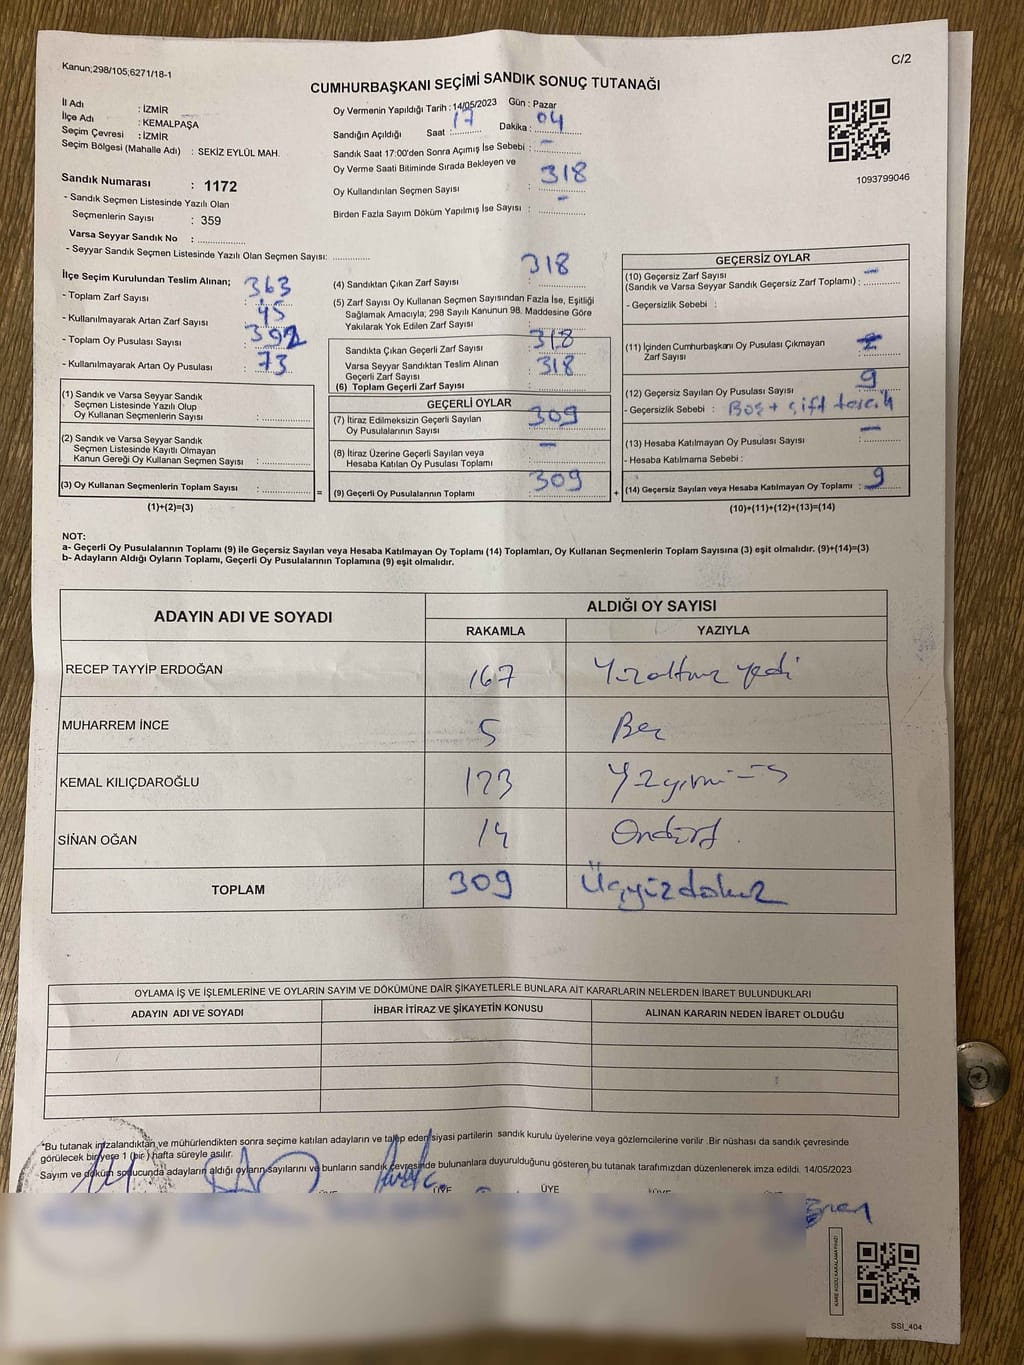 Kanun;298/105;6271/18-1
C/2
CUMHURBAŞKANI SEÇİMİ SANDIK SONUÇ TUTANAĞI
İl Adı : İZMİR
İlçe Adı : KEMALPAŞA
Seçim Çevresi : İZMİR
Seçim Bölgesi (Mahalle Adı) : SEKİZ EYLÜL MAH.
Sandık Numarası : 1172
- Sandık Seçmen Listesinde Yazılı Olan
Seçmenlerin Sayısı : 359
Varsa Seyyar Sandık No : ................
- Seyyar Sandık Seçmen Listesinde Yazılı Olan Seçmen Sayısı: ............
Oy Vermenin Yapıldığı Tarih : 14/05/2023 Gün : Pazar
Sandığın Açıldığı Saat : 17 Dakika : 04
Sandık Saat 17:00'den Sonra Açımış İse Sebebi : -
Oy Verme Saati Bitiminde Sırada Bekleyen ve
Oy Kullandırılan Seçmen Sayısı : 318
Birden Fazla Sayım Döküm Yapılmış İse Sayısı : -
1093799046
İlçe Seçim Kurulundan Teslim Alınan;
- Toplam Zarf Sayısı : 363
- Kullanılmayarak Artan Zarf Sayısı : 45
- Toplam Oy Pusulası Sayısı : 392
- Kullanılmayarak Artan Oy Pusulası : 73
(1) Sandık ve Varsa Seyyar Sandık
Seçmen Listesinde Yazılı Olup
Oy Kullanan Seçmenlerin Sayısı : ............
(2) Sandık ve Varsa Seyyar Sandık
Seçmen Listesinde Kayıtlı Olmayan
Kanun Gereği Oy Kullanan Seçmen Sayısı : ............
(3) Oy Kullanan Seçmenlerin Toplam Sayısı : ............ =
(1)+(2)=(3)
(4) Sandıktan Çıkan Zarf Sayısı : 318
(5) Zarf Sayısı Oy Kullanan Seçmen Sayısından Fazla İse, Eşitliği
Sağlamak Amacıyla; 298 Sayılı Kanunun 98. Maddesine Göre
Yakılarak Yok Edilen Zarf Sayısı :
Sandıkta Çıkan Geçerli Zarf Sayısı : 318
Varsa Seyyar Sandıktan Teslim Alınan
Geçerli Zarf Sayısı : 318
(6) Toplam Geçerli Zarf Sayısı :
GEÇERLİ OYLAR
(7) İtiraz Edilmeksizin Geçerli Sayılan
Oy Pusulalarının Sayısı : 309
(8) İtiraz Üzerine Geçerli Sayılan veya
Hesaba Katılan Oy Pusulası Toplamı : -
(9) Geçerli Oy Pusulalarının Toplamı : 309 +
GEÇERSİZ OYLAR
(10) Geçersiz Zarf Sayısı
(Sandık ve Varsa Seyyar Sandık Geçersiz Zarf Toplamı) : -
- Geçersizlik Sebebi :
(11) İçinden Cumhurbaşkanı Oy Pusulası Çıkmayan
Zarf Sayısı :
(12) Geçersiz Sayılan Oy Pusulası Sayısı : 9
- Geçersizlik Sebebi : Boş + çift tercih
(13) Hesaba Katılmayan Oy Pusulası Sayısı : -
- Hesaba Katılmama Sebebi :
(14) Geçersiz Sayılan veya Hesaba Katılmayan Oy Toplamı : 9
(10)+(11)+(12)+(13)=(14)
NOT:
a- Geçerli Oy Pusulalarının Toplamı (9) ile Geçersiz Sayılan veya Hesaba Katılmayan Oy Toplamı (14) Toplamları, Oy Kullanan Seçmenlerin Toplam Sayısına (3) eşit olmalıdır. (9)+(14)=(3)
b- Adayların Aldığı Oyların Toplamı, Geçerli Oy Pusulalarının Toplamına (9) eşit olmalıdır.
ADAYIN ADI VE SOYADI ALDIĞI OY SAYISI
RAKAMLA YAZIYLA
RECEP TAYYİP ERDOĞAN 167 Yüzaltmış yedi
MUHARREM İNCE 5 Beş
KEMAL KILIÇDAROĞLU 123 Yüzyirmi üç
SİNAN OĞAN 14 Ondört.
TOPLAM 309 Üçyüzdokuz
OYLAMA İŞ VE İŞLEMLERİNE VE OYLARIN SAYIM VE DÖKÜMÜNE DAİR ŞİKAYETLERLE BUNLARA AİT KARARLARIN NELERDEN İBARET BULUNDUKLARI
ADAYIN ADI VE SOYADI İHBAR İTİRAZ VE ŞİKAYETİN KONUSU ALINAN KARARIN NEDEN İBARET OLDUĞU
*Bu tutanak imzalandıktan ve mühürlendikten sonra seçime katılan adayların ve talep eden siyasi partilerin sandık kurulu üyelerine veya gözlemcilerine verilir .Bir nüshası da sandık çevresinde
görülecek bir yere 1 (bir ) hafta süreyle asılır.
Sayım ve döküm sonucunda adayların aldığı oyların sayılarını ve bunların sandık çevresinde bulunanlara duyurulduğunu gösteren bu tutanak tarafımızdan düzenlenerek imza edildi. 14/05/2023
ÜYE ÜYE
KARE KODU KARALAMAYINIZ!
SSI_404